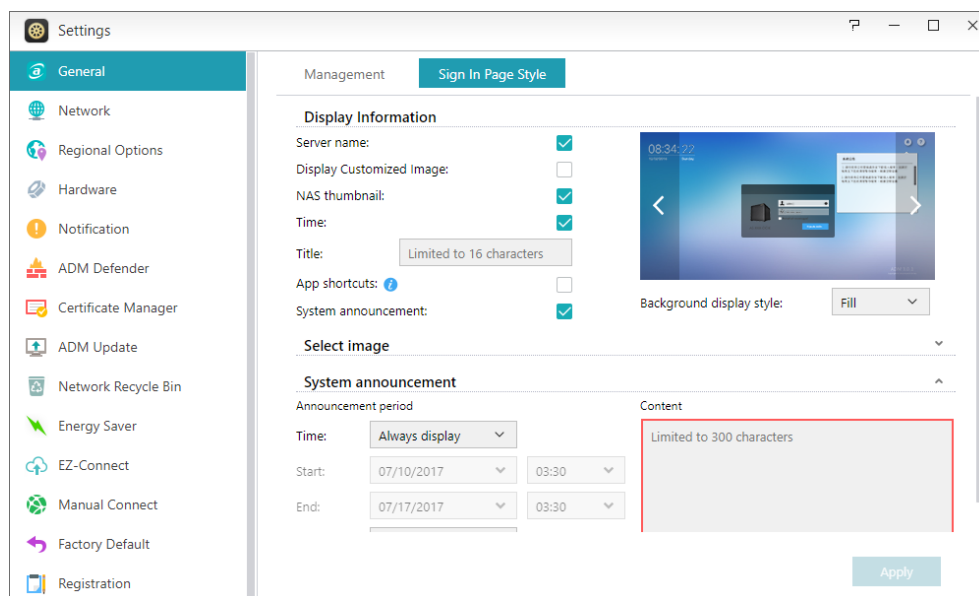 Settings
General
Network
Regional Options
Hardware
Notification
ADM Defender
Certificate Manager
ADM Update
Network Recycle Bin
Energy Saver
EZ-Connect
Manual Connect
Factory Default
Registration
Management Sign In Page Style
Display Information
Server name:
Display Customized Image:
NAS thumbnail:
Time:
Title: Limited to 16 characters
App shortcuts:
System announcement:
08:34:22
Background display style: Fill
Select image
System announcement
Announcement period
Time: Always display
Start: 07/10/2017 03:30
End: 07/17/2017 03:30
Content
Limited to 300 characters
Apply